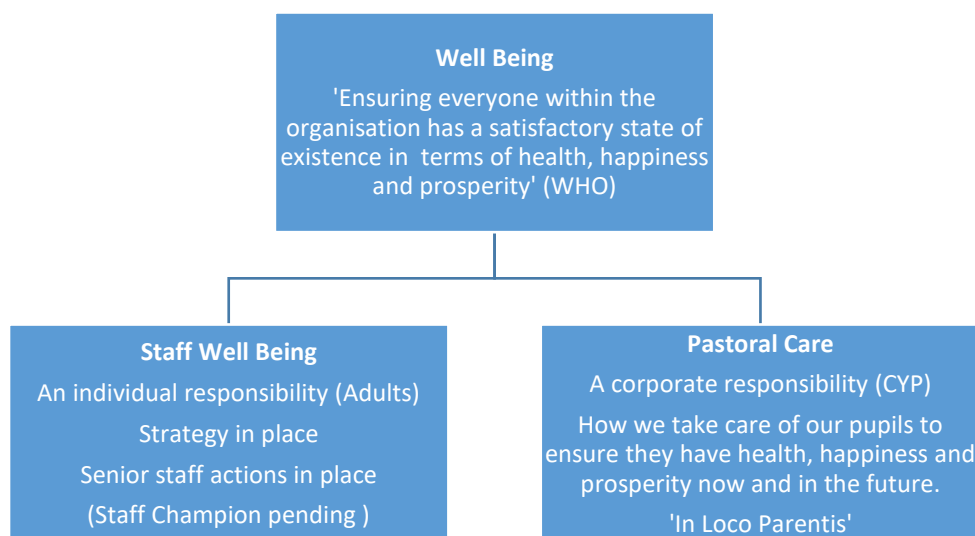 Well Being
'Ensuring everyone within the
organisation has a satisfactory state of
existence in  terms of health, happiness
and prosperity' (WHO)
Staff Well Being
An individual responsibility (Adults)
Strategy in place
Senior staff actions in place
(Staff Champion pending )
Pastoral Care
A corporate responsibility (CYP)
How we take care of our pupils to
ensure they have health, happiness and
prosperity now and in the future.
'In Loco Parentis'